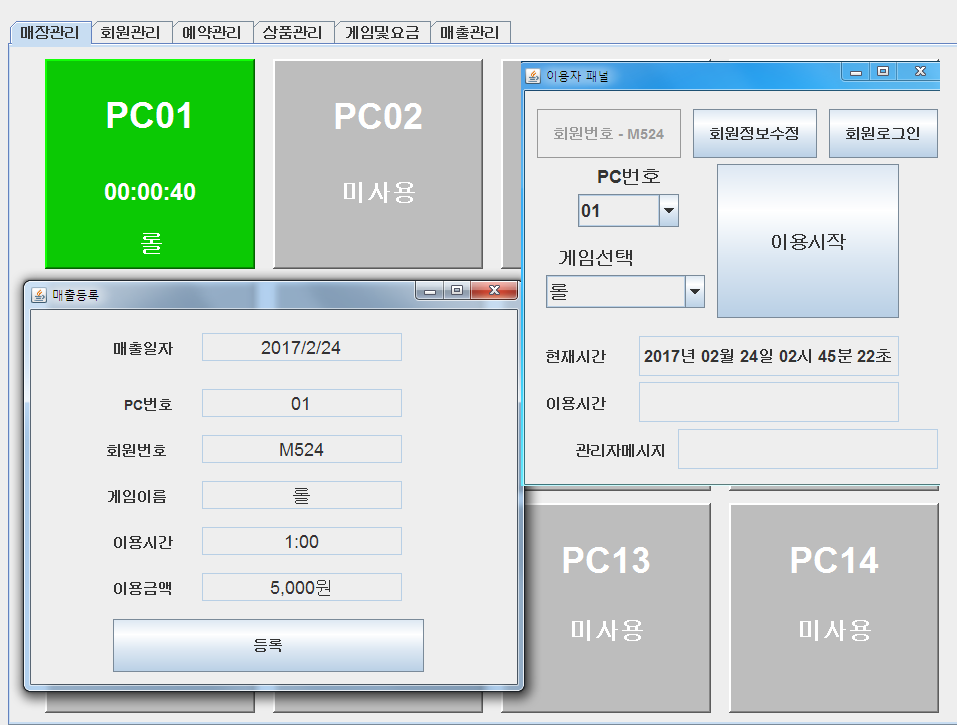 매장관리 회원관리 예약관리 상품관리 게임및요금 매출관리
PC01
00:00:40
롤
PC02
미사용
이용자 패널
회원번호 - M524 회원정보수정 회원로그인
PC번호
01
이용시작
게임선택
롤
현재시간 2017년 02월 24일 02시 45분 22초
이용시간
관리자메시지
매출등록
매출일자 2017/2/24
PC번호 01
회원번호 M524
게임이름 롤
이용시간 1:00
이용금액 5,000원
등록
PC13
미사용
PC14
미사용